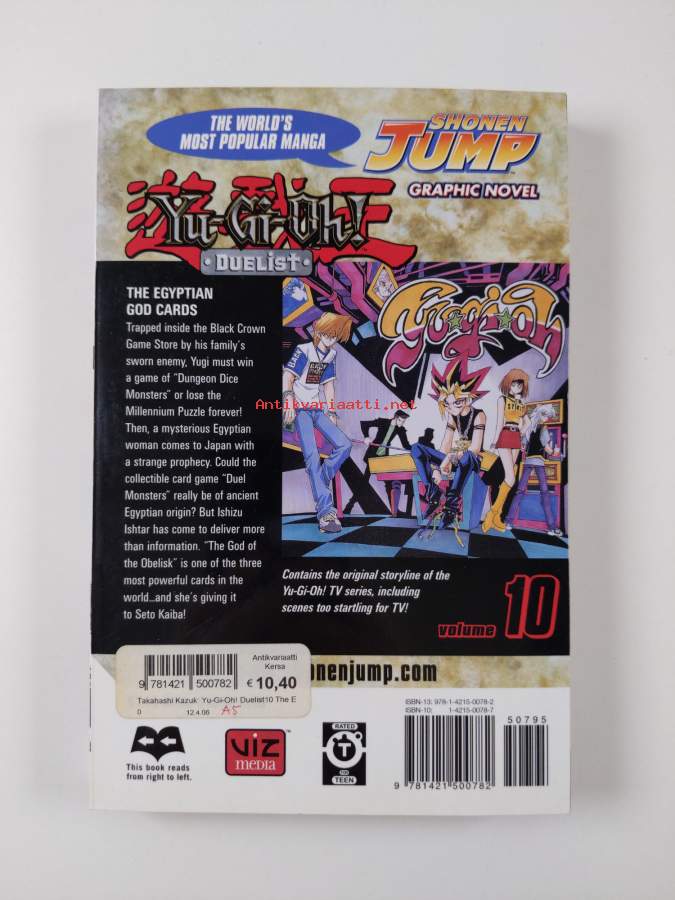 THE WORLD'S
MOST POPULAR MANGA
SHONEN
JUMP
GRAPHIC NOVEL
遊戯王
Yu-Gi-Oh!
DUELIST
THE EGYPTIAN
GOD CARDS
Trapped inside the Black Crown
Game Store by his family's
sworn enemy, Yugi must win
a game of "Dungeon Dice
Monsters" or lose the
Millennium Puzzle forever!
Then, a mysterious Egyptian
woman comes to Japan with
a strange prophecy. Could the
collectible card game "Duel
Monsters" really be of ancient
Egyptian origin? But Ishizu
Ishtar has come to deliver more
than information. "The God of
the Obelisk" is one of the three
most powerful cards in the
world...and she's giving it
to Seto Kaiba!
Yu·gi·oh
Antikvariaatti.net
Contains the original storyline of the
Yu-Gi-Oh! TV series, including
scenes too startling for TV!
volume 10
Antikvariaatti
Kersa
9 781421 500782
€ 10,40
Takahashi Kazuk: Yu-Gi-Oh! Duelist10 The E
0 12.4.06 A5
onenjump.com
This book reads
from right to left.
VIZ
MEDIA
™
RATED
T
FOR
TEEN
ISBN-13: 978-1-4215-0078-2
ISBN-10: 1-4215-0078-7
50795
9 781421 500782